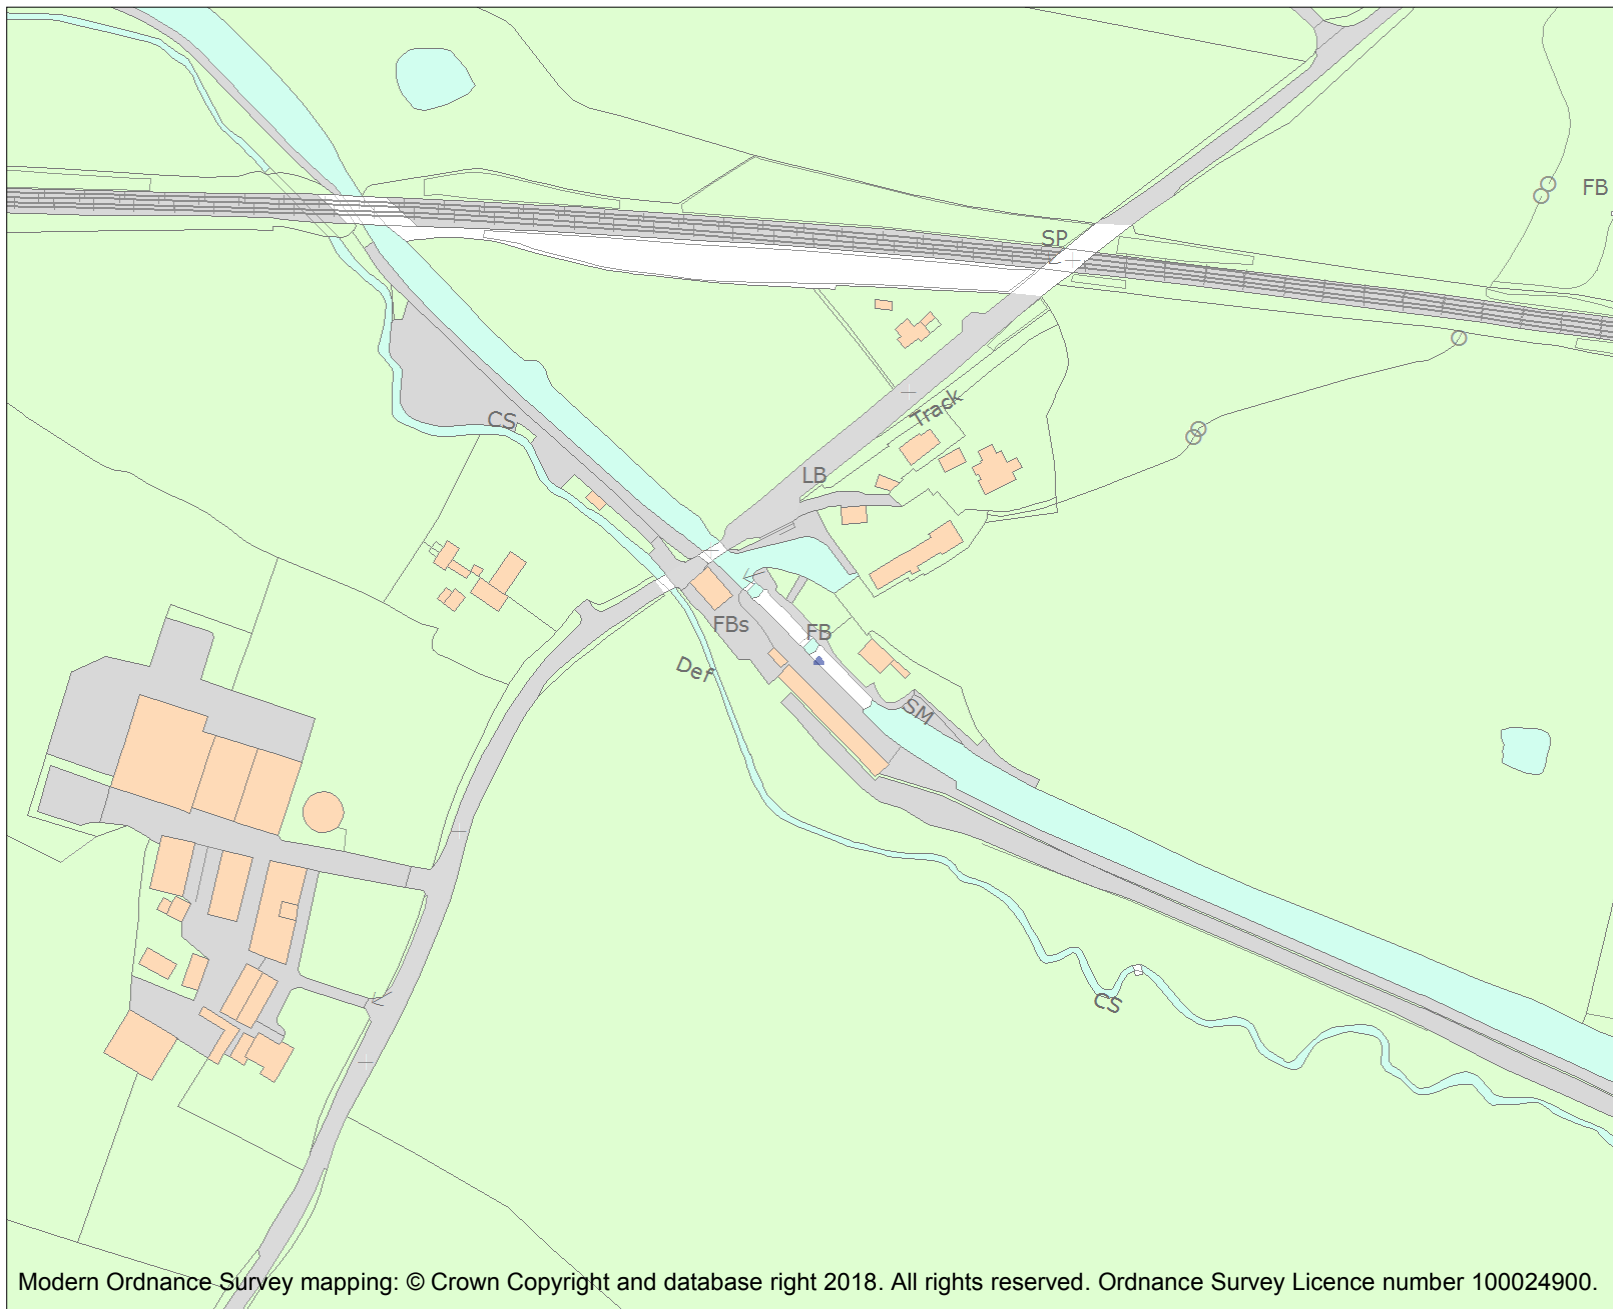 FB
SP
CS
Track
LB
FBs
FB
Def
SM
CS
Modern Ordnance Survey mapping: © Crown Copyright and database right 2018. All rights reserved. Ordnance Survey Licence number 100024900.